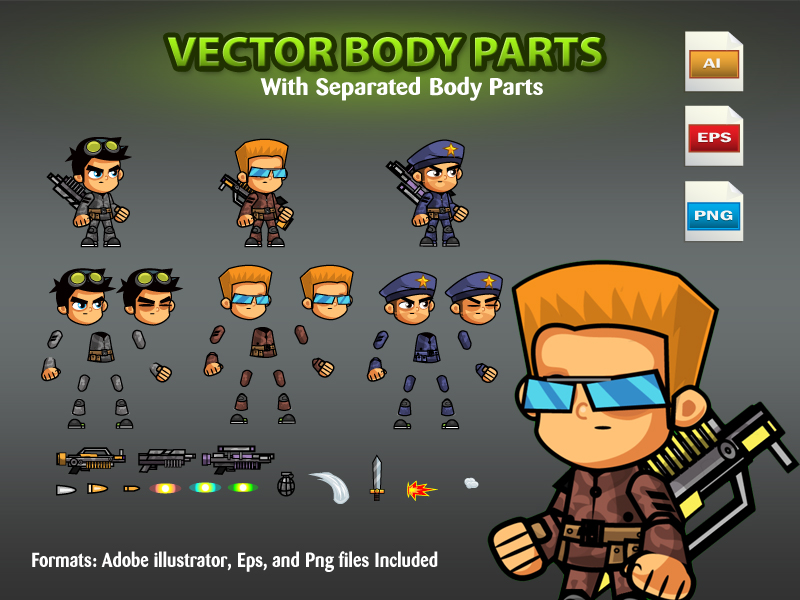 VECTOR BODY PARTS
With Separated Body Parts
AI
EPS
PNG
Formats: Adobe illustrator, Eps, and Png files Included